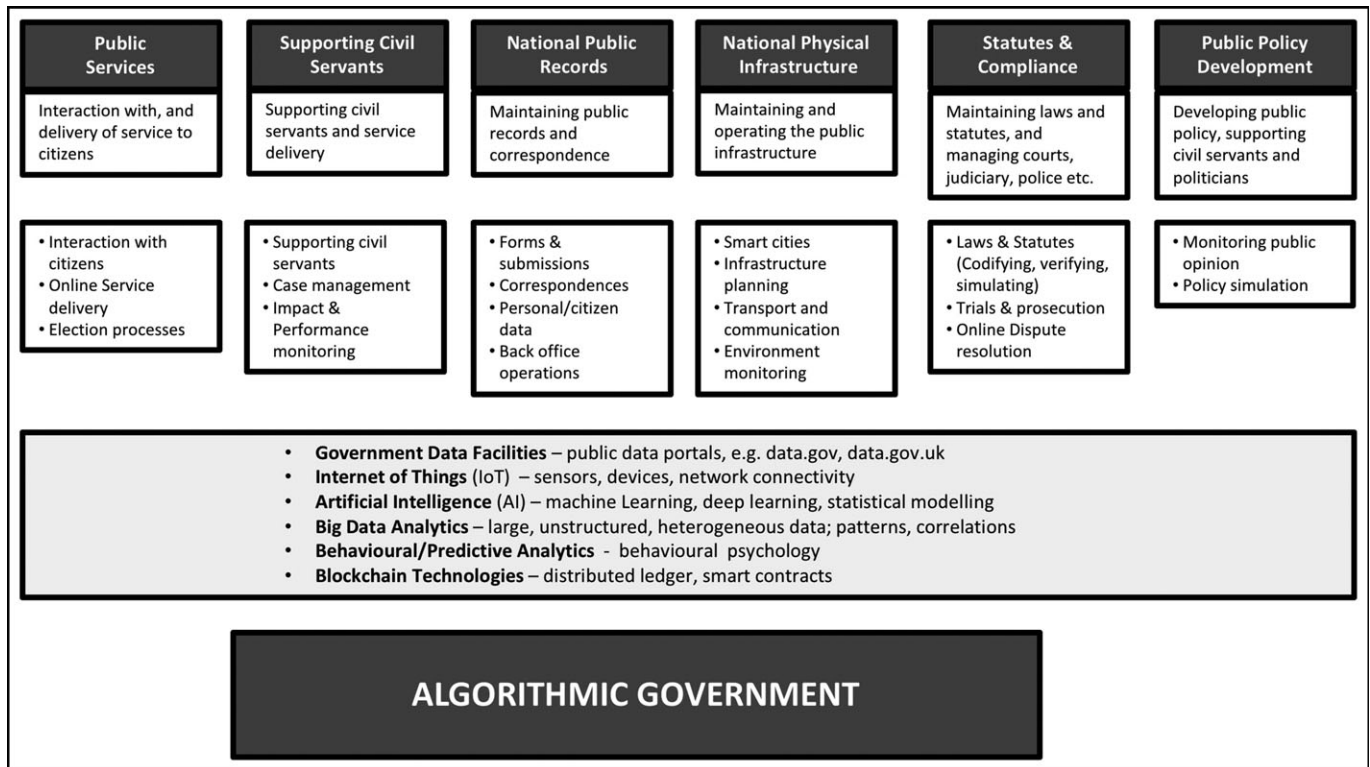 Public
Services
Supporting Civil
Servants
National Public
Records
National Physical
Infrastructure
Statutes &
Compliance
Public Policy
Development
Interaction with, and
delivery of service to
citizens
Supporting civil
servants and service
delivery
Maintaining public
records and
correspondence
Maintaining and
operating the public
infrastructure
Maintaining laws and
statutes, and
managing courts,
judiciary, police etc.
Developing public
policy, supporting
civil servants and
politicians
• Interaction with
citizens
• Online Service
delivery
• Election processes
• Supporting civil
servants
• Case management
• Impact &
Performance
monitoring
• Forms &
submissions
• Correspondences
• Personal/citizen
data
• Back office
operations
• Smart cities
• Infrastructure
planning
• Transport and
communication
• Environment
monitoring
• Laws & Statutes
(Codifying, verifying,
simulating)
• Trials & prosecution
• Online Dispute
resolution
• Monitoring public
opinion
• Policy simulation
• Government Data Facilities – public data portals, e.g. data.gov, data.gov.uk
• Internet of Things (IoT) – sensors, devices, network connectivity
• Artificial Intelligence (AI) – machine Learning, deep learning, statistical modelling
• Big Data Analytics – large, unstructured, heterogeneous data; patterns, correlations
• Behavioural/Predictive Analytics - behavioural psychology
• Blockchain Technologies – distributed ledger, smart contracts
ALGORITHMIC GOVERNMENT